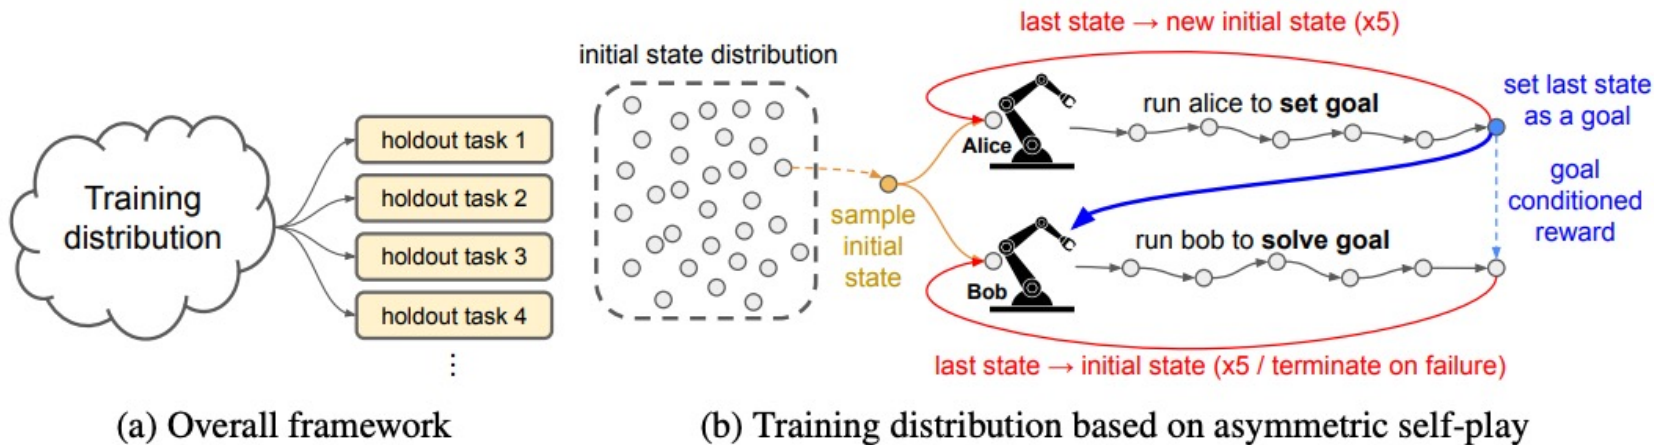 Training
distribution
holdout task 1
holdout task 2
holdout task 3
holdout task 4
⋮
(a) Overall framework
initial state distribution
sample
initial
state
last state → new initial state (x5)
Alice
run alice to set goal
set last state
as a goal
goal
conditioned
reward
Bob
run bob to solve goal
last state → initial state (x5 / terminate on failure)
(b) Training distribution based on asymmetric self-play